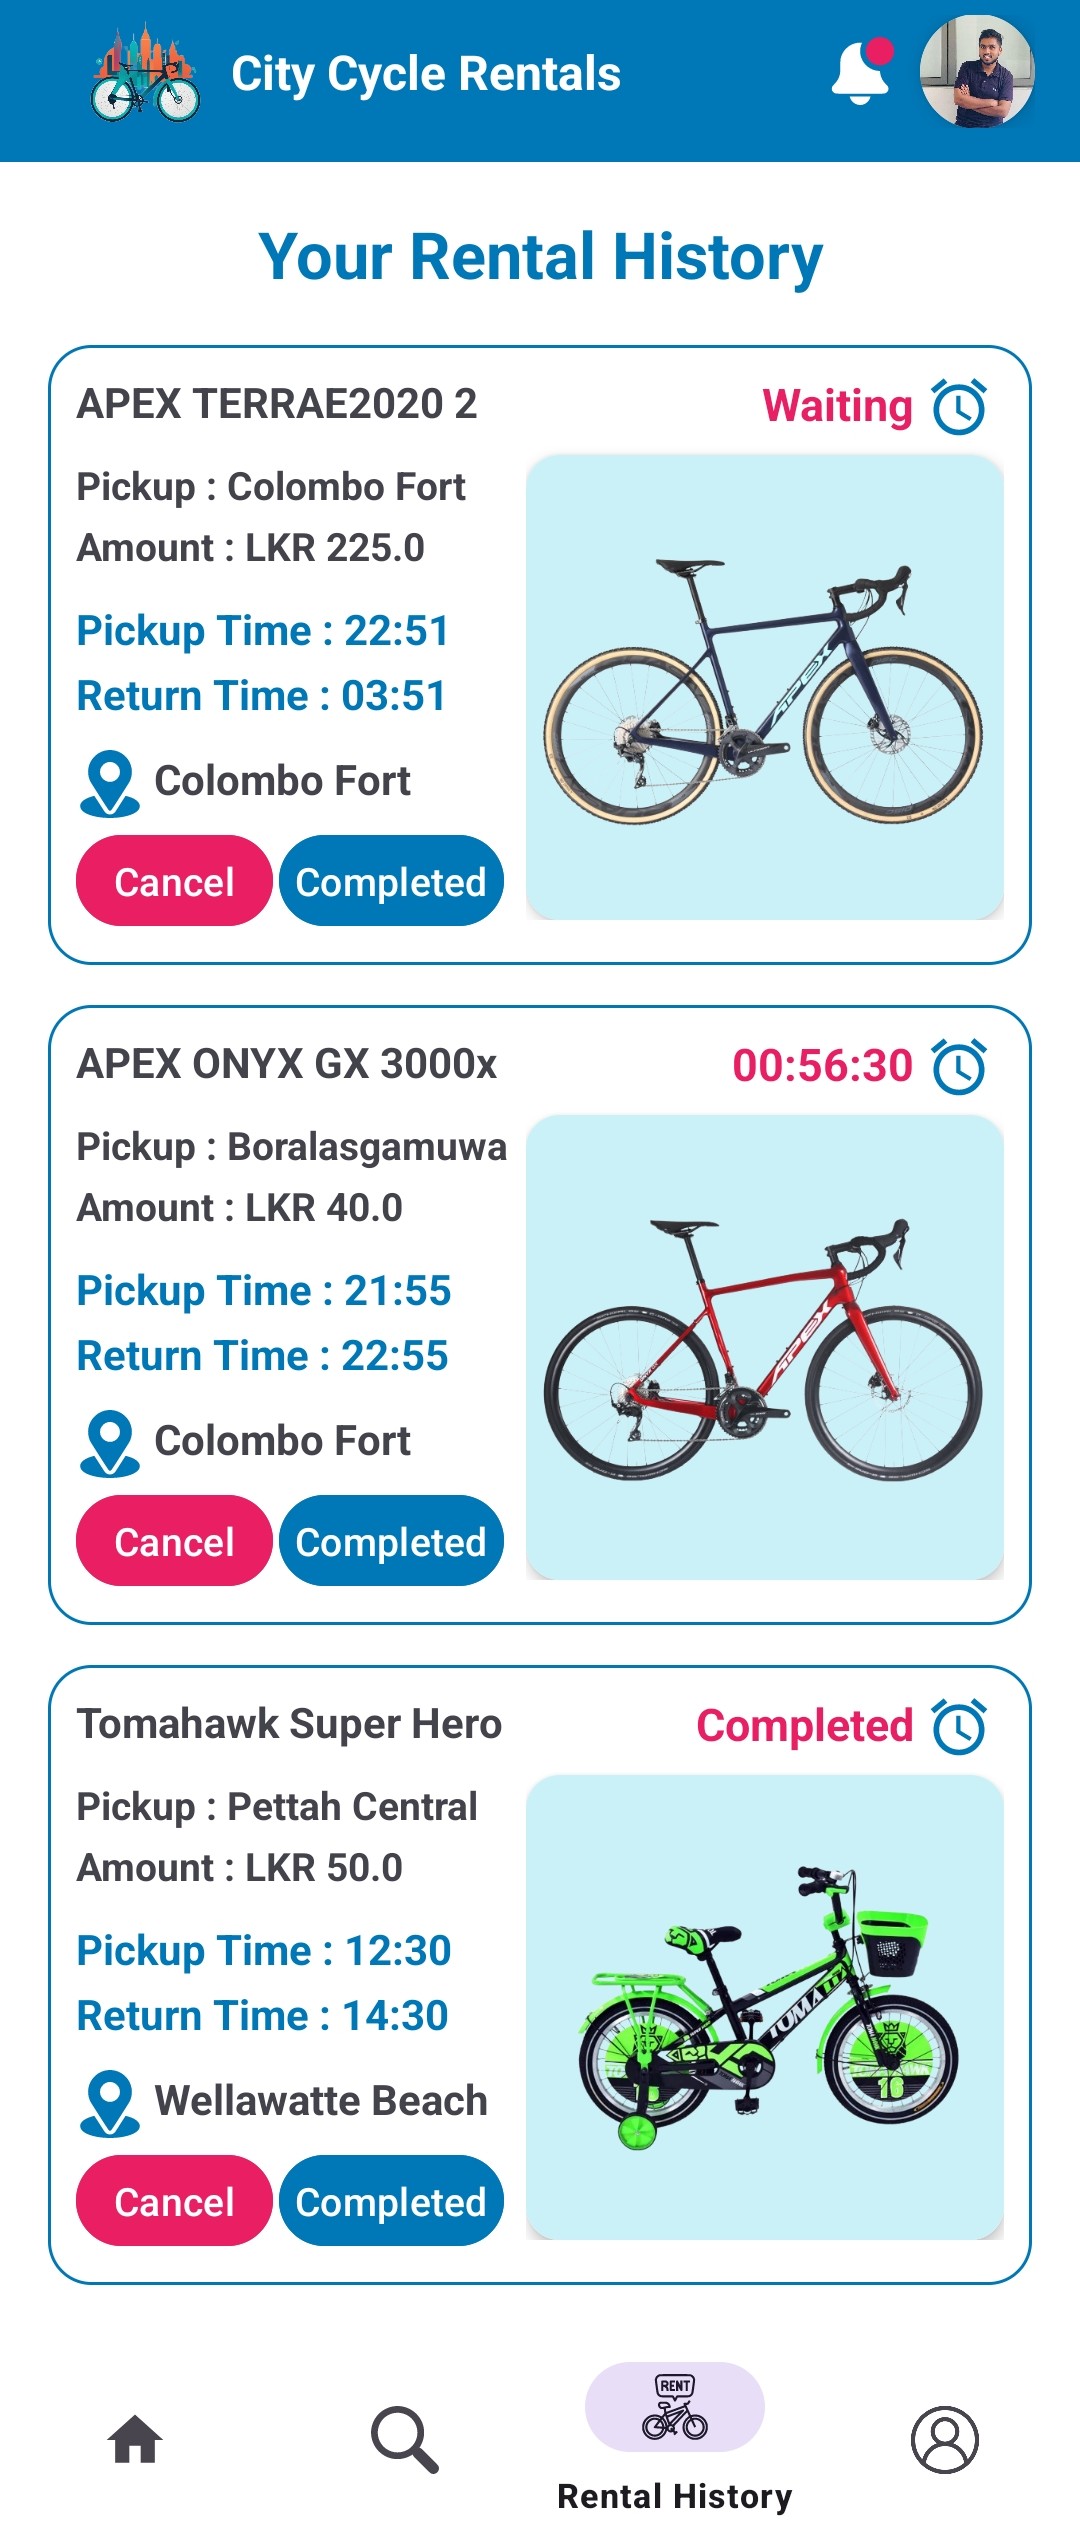 City Cycle Rentals
Your Rental History
APEX TERRAE2020 2
Waiting
Pickup : Colombo Fort
Amount : LKR 225.0
Pickup Time : 22:51
Return Time : 03:51
Colombo Fort
Cancel
Completed
APEX
APEX ONYX GX 3000x
00:56:30
Pickup : Boralasgamuwa
Amount : LKR 40.0
Pickup Time : 21:55
Return Time : 22:55
Colombo Fort
Cancel
Completed
APEX
Tomahawk Super Hero
Completed
Pickup : Pettah Central
Amount : LKR 50.0
Pickup Time : 12:30
Return Time : 14:30
Wellawatte Beach
Cancel
Completed
16
RENT
Rental History